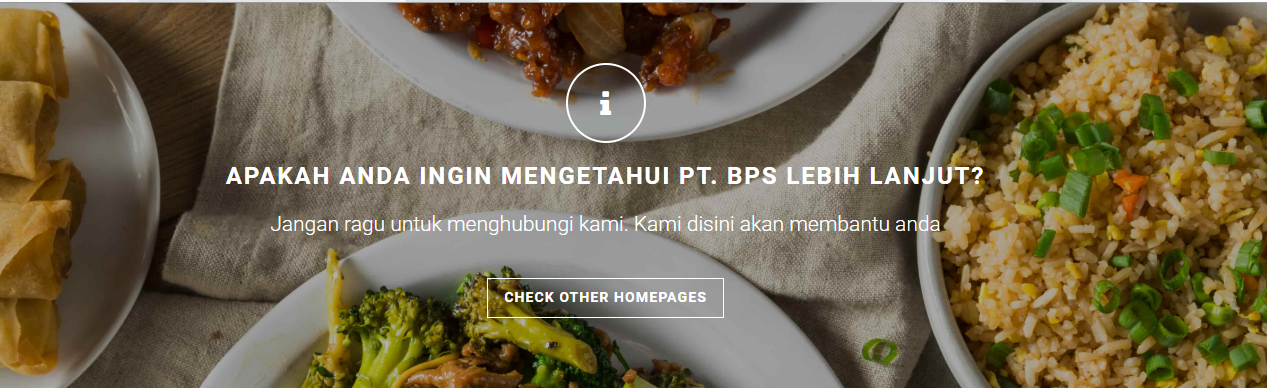 i
APAKAH ANDA INGIN MENGETAHUI PT. BPS LEBIH LANJUT?
Jangan ragu untuk menghubungi kami. Kami disini akan membantu anda
CHECK OTHER HOMEPAGES